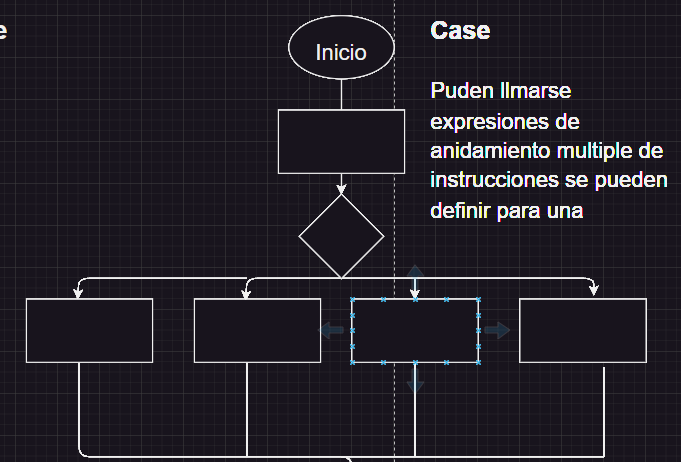 Inicio
Case
Puden llmarse
expresiones de
anidamiento multiple de
instrucciones se pueden
definir para una